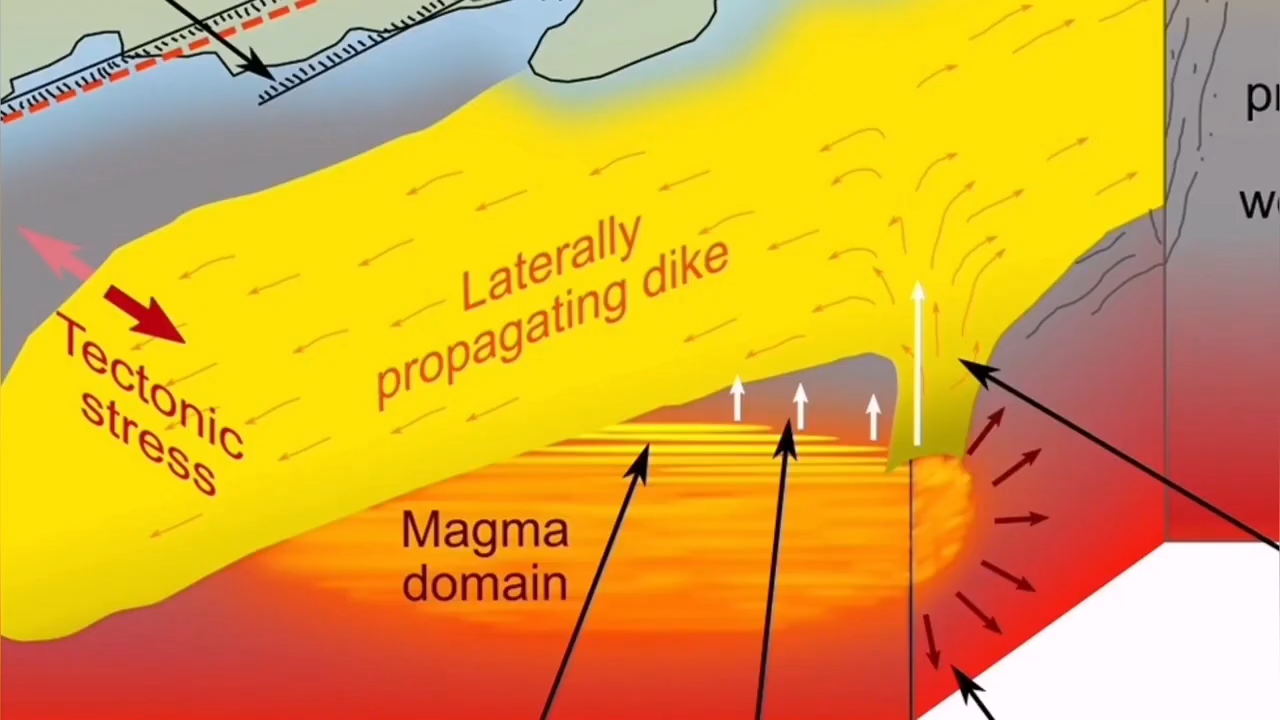 Laterally
propagating dike
Tectonic
stress
Magma
domain